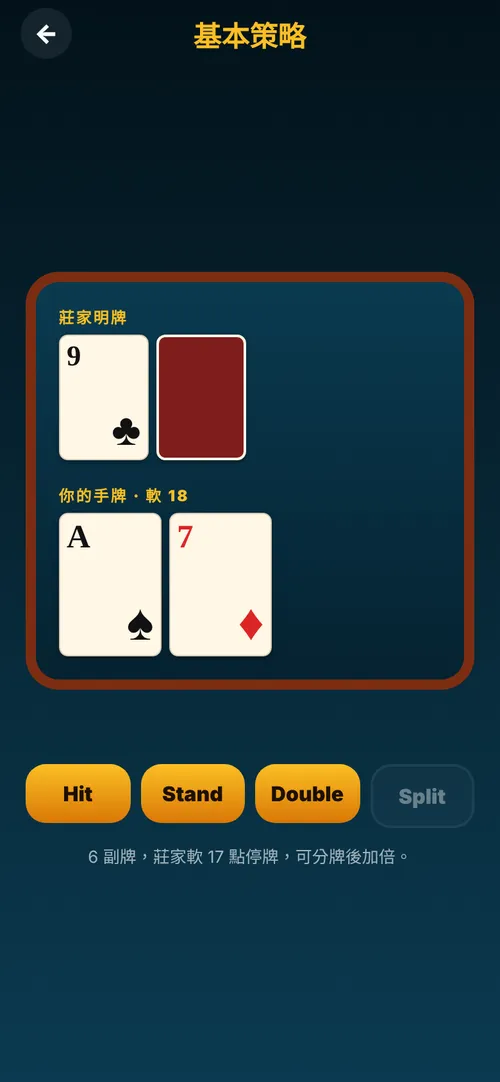 基本策略
莊家明牌
9
♣
你的手牌 · 軟 18
A
♠
7
♦
Hit
Stand
Double
Split
6 副牌，莊家軟 17 點停牌，可分牌後加倍。